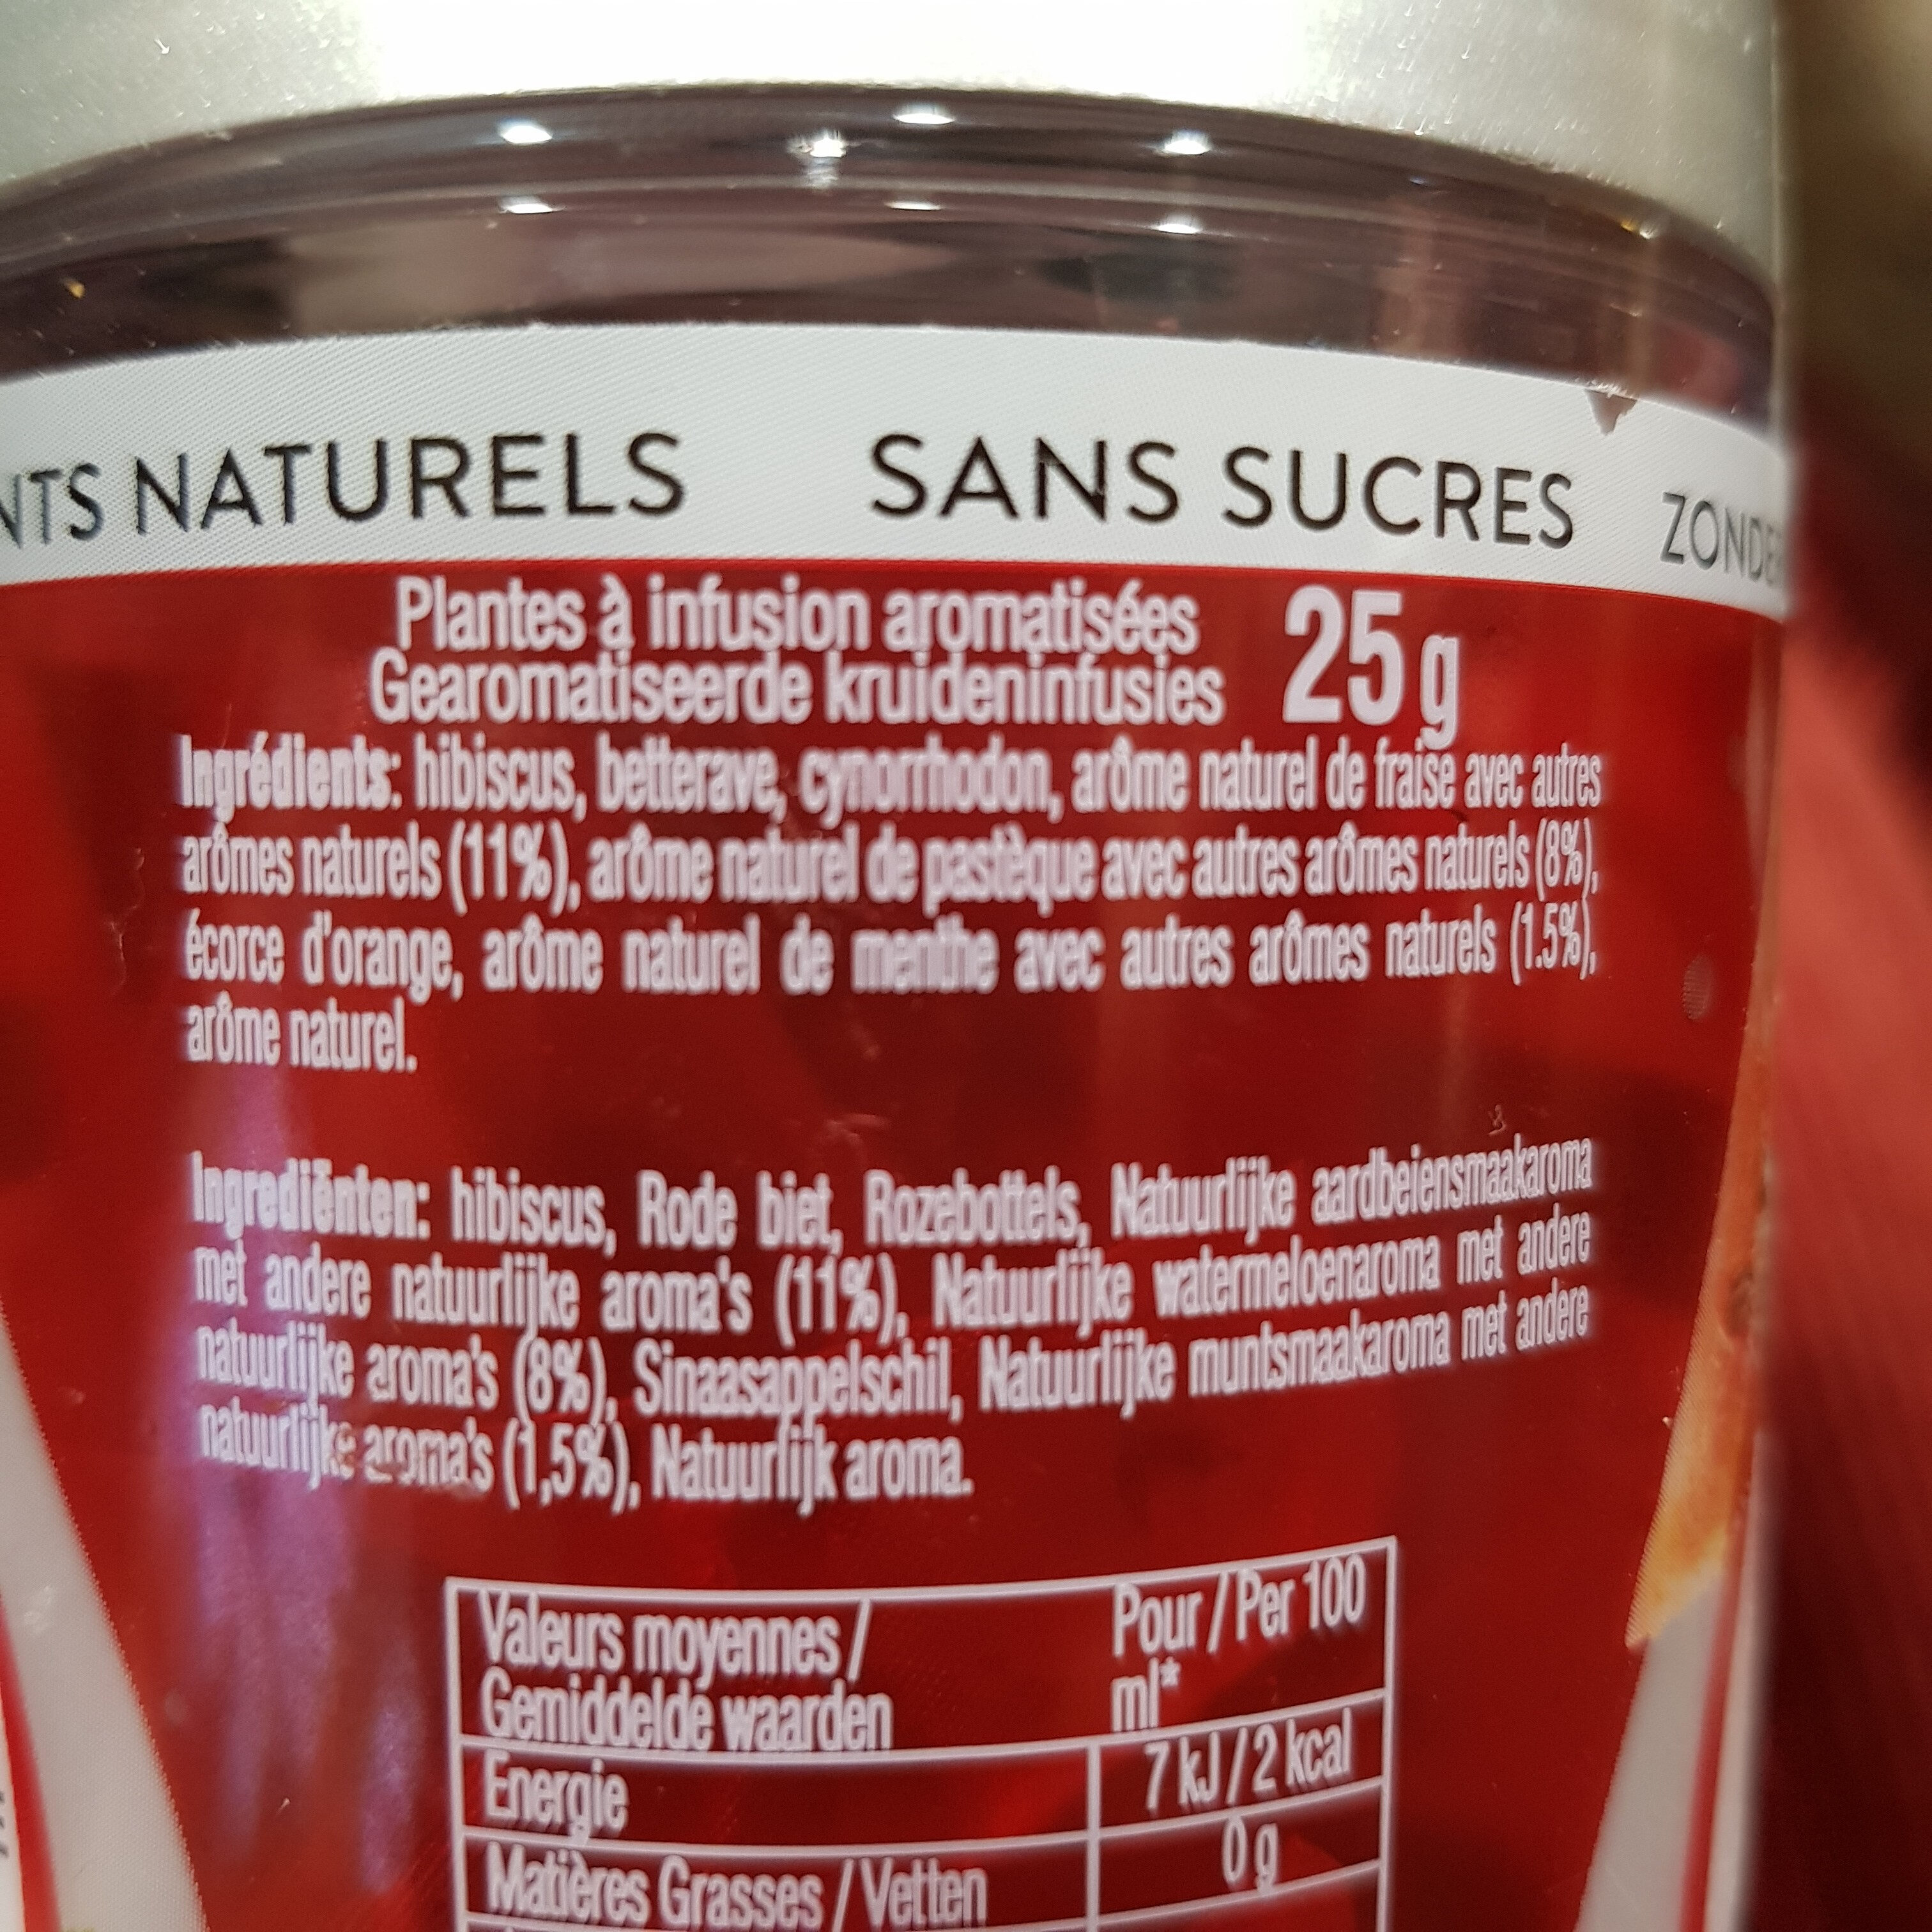 NTS NATURELS SANS SUCRES ZONDE
Plantes à infusion aromatisées 25 g
Gearomatiseerde kruideninfusies
Ingrédients: hibiscus, betterave, cynorrhodon, arôme naturel de fraise avec autres
arômes naturels (11%), arôme naturel de pastèque avec autres arômes naturels (8%),
écorce d'orange, arôme naturel de menthe avec autres arômes naturels (1.5%),
arôme naturel.
Ingrediënten: hibiscus, Rode biet, Rozebottels, Natuurlijke aardbeiensmaakaroma
met andere natuurlijke aroma's (11%), Natuurlijke watermeloenaroma met andere
natuurlijke aroma's (8%), Sinaasappelschil, Natuurlijke muntsmaakaroma met andere
natuurlijke aroma's (1,5%), Natuurlijk aroma.
Valeurs moyennes / Pour / Per 100
Gemiddelde waarden ml*
Energie 7 kJ / 2 kcal
Matières Grasses / Vetten 0 g